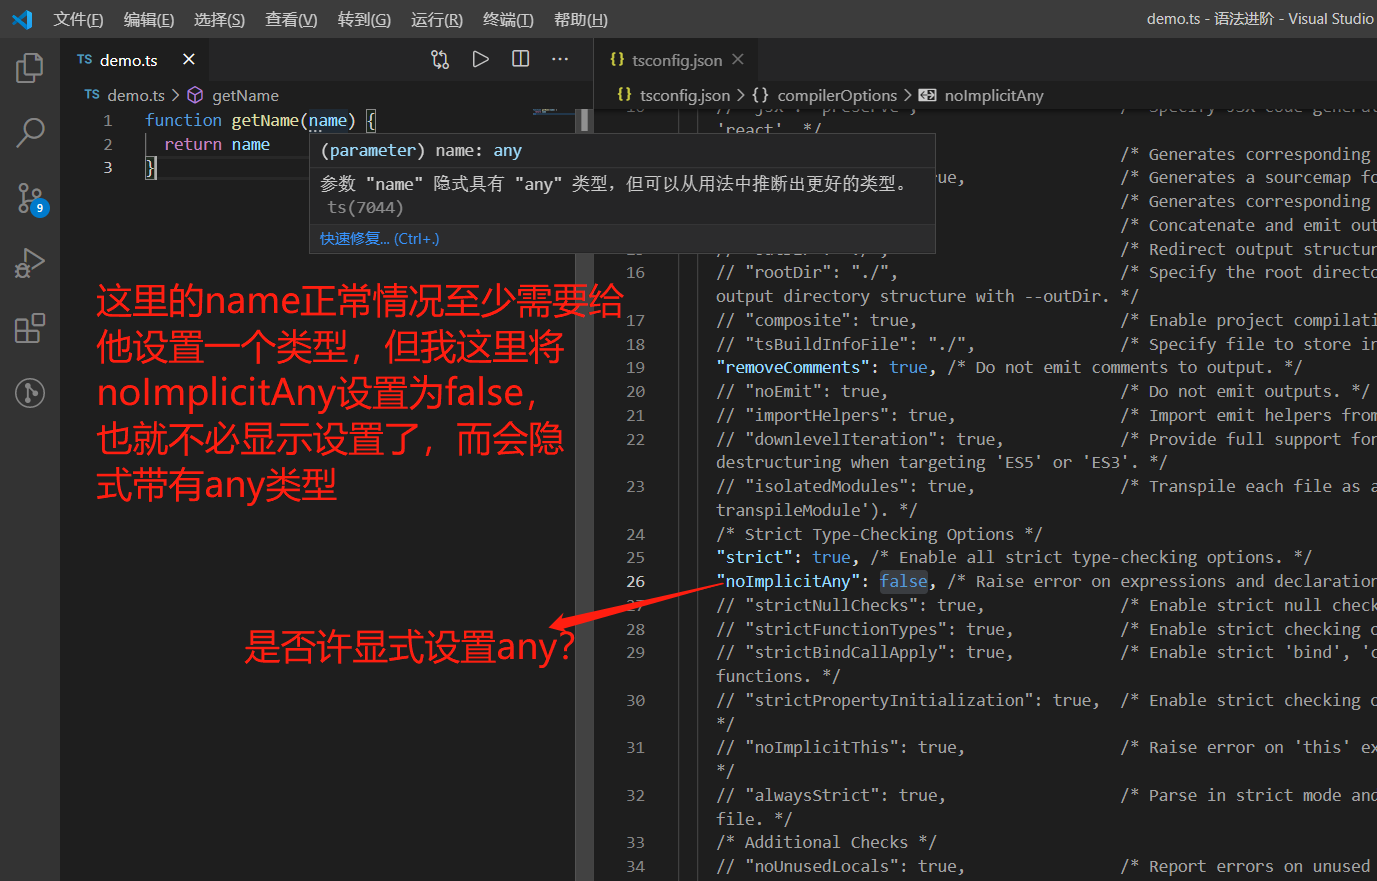 文件(F) 编辑(E) 选择(S) 查看(V) 转到(G) 运行(R) 终端(T) 帮助(H) demo.ts - 语法进阶 - Visual Studio
TS demo.ts
TS demo.ts > getName
1 function getName(name) {
2 return name
3 }
(parameter) name: any
参数 "name" 隐式具有 "any" 类型，但可以从用法中推断出更好的类型。
ts(7044)
快速修复... (Ctrl+.)
9
这里的name正常情况至少需要给
他设置一个类型，但我这里将
noImplicitAny设置为false，
也就不必显示设置了，而会隐
式带有any类型
是否许显式设置any?
{} tsconfig.json
{} tsconfig.json > {} compilerOptions > noImplicitAny
'react'. */
/* Generates corresponding
rue, /* Generates a sourcemap fo
/* Generates corresponding
/* Concatenate and emit out
/* Redirect output structur
16 // "rootDir": "./", /* Specify the root directo
output directory structure with --outDir. */
17 // "composite": true, /* Enable project compilati
18 // "tsBuildInfoFile": "./", /* Specify file to store in
19 "removeComments": true, /* Do not emit comments to output. */
20 // "noEmit": true, /* Do not emit outputs. */
21 // "importHelpers": true, /* Import emit helpers from
22 // "downlevelIteration": true, /* Provide full support for
destructuring when targeting 'ES5' or 'ES3'. */
23 // "isolatedModules": true, /* Transpile each file as a
transpileModule'). */
24 /* Strict Type-Checking Options */
25 "strict": true, /* Enable all strict type-checking options. */
26 "noImplicitAny": false, /* Raise error on expressions and declaration
27 // "strictNullChecks": true, /* Enable strict null check
28 // "strictFunctionTypes": true, /* Enable strict checking o
29 // "strictBindCallApply": true, /* Enable strict 'bind', 'c
functions. */
30 // "strictPropertyInitialization": true, /* Enable strict checking o
*/
31 // "noImplicitThis": true, /* Raise error on 'this' ex
*/
32 // "alwaysStrict": true, /* Parse in strict mode and
file. */
33 /* Additional Checks */
34 // "noUnusedLocals": true, /* Report errors on unused